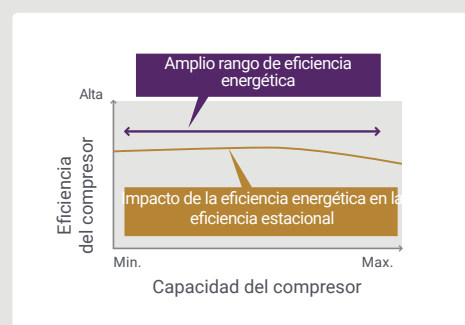 Amplio rango de eficiencia
energética
Alta
Eficiencia
del compresor
Impacto de la eficiencia energética en la
eficiencia estacional
Min.
Max.
Capacidad del compresor